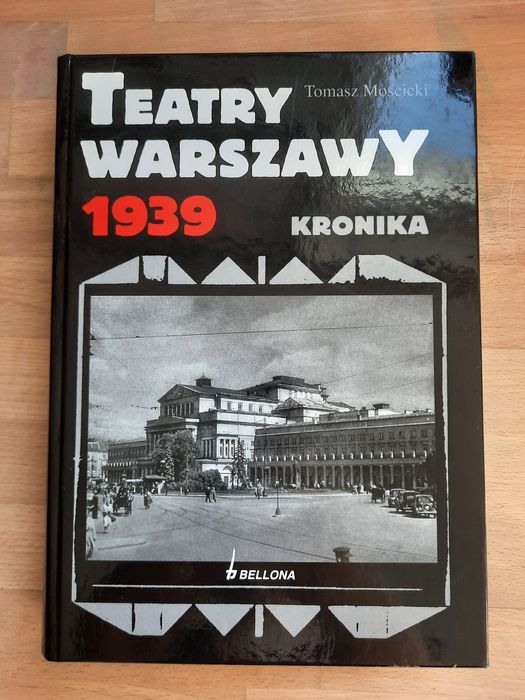 Tomasz Mościcki
TEATRY
WARSZAWY
1939
KRONIKA
BELLONA